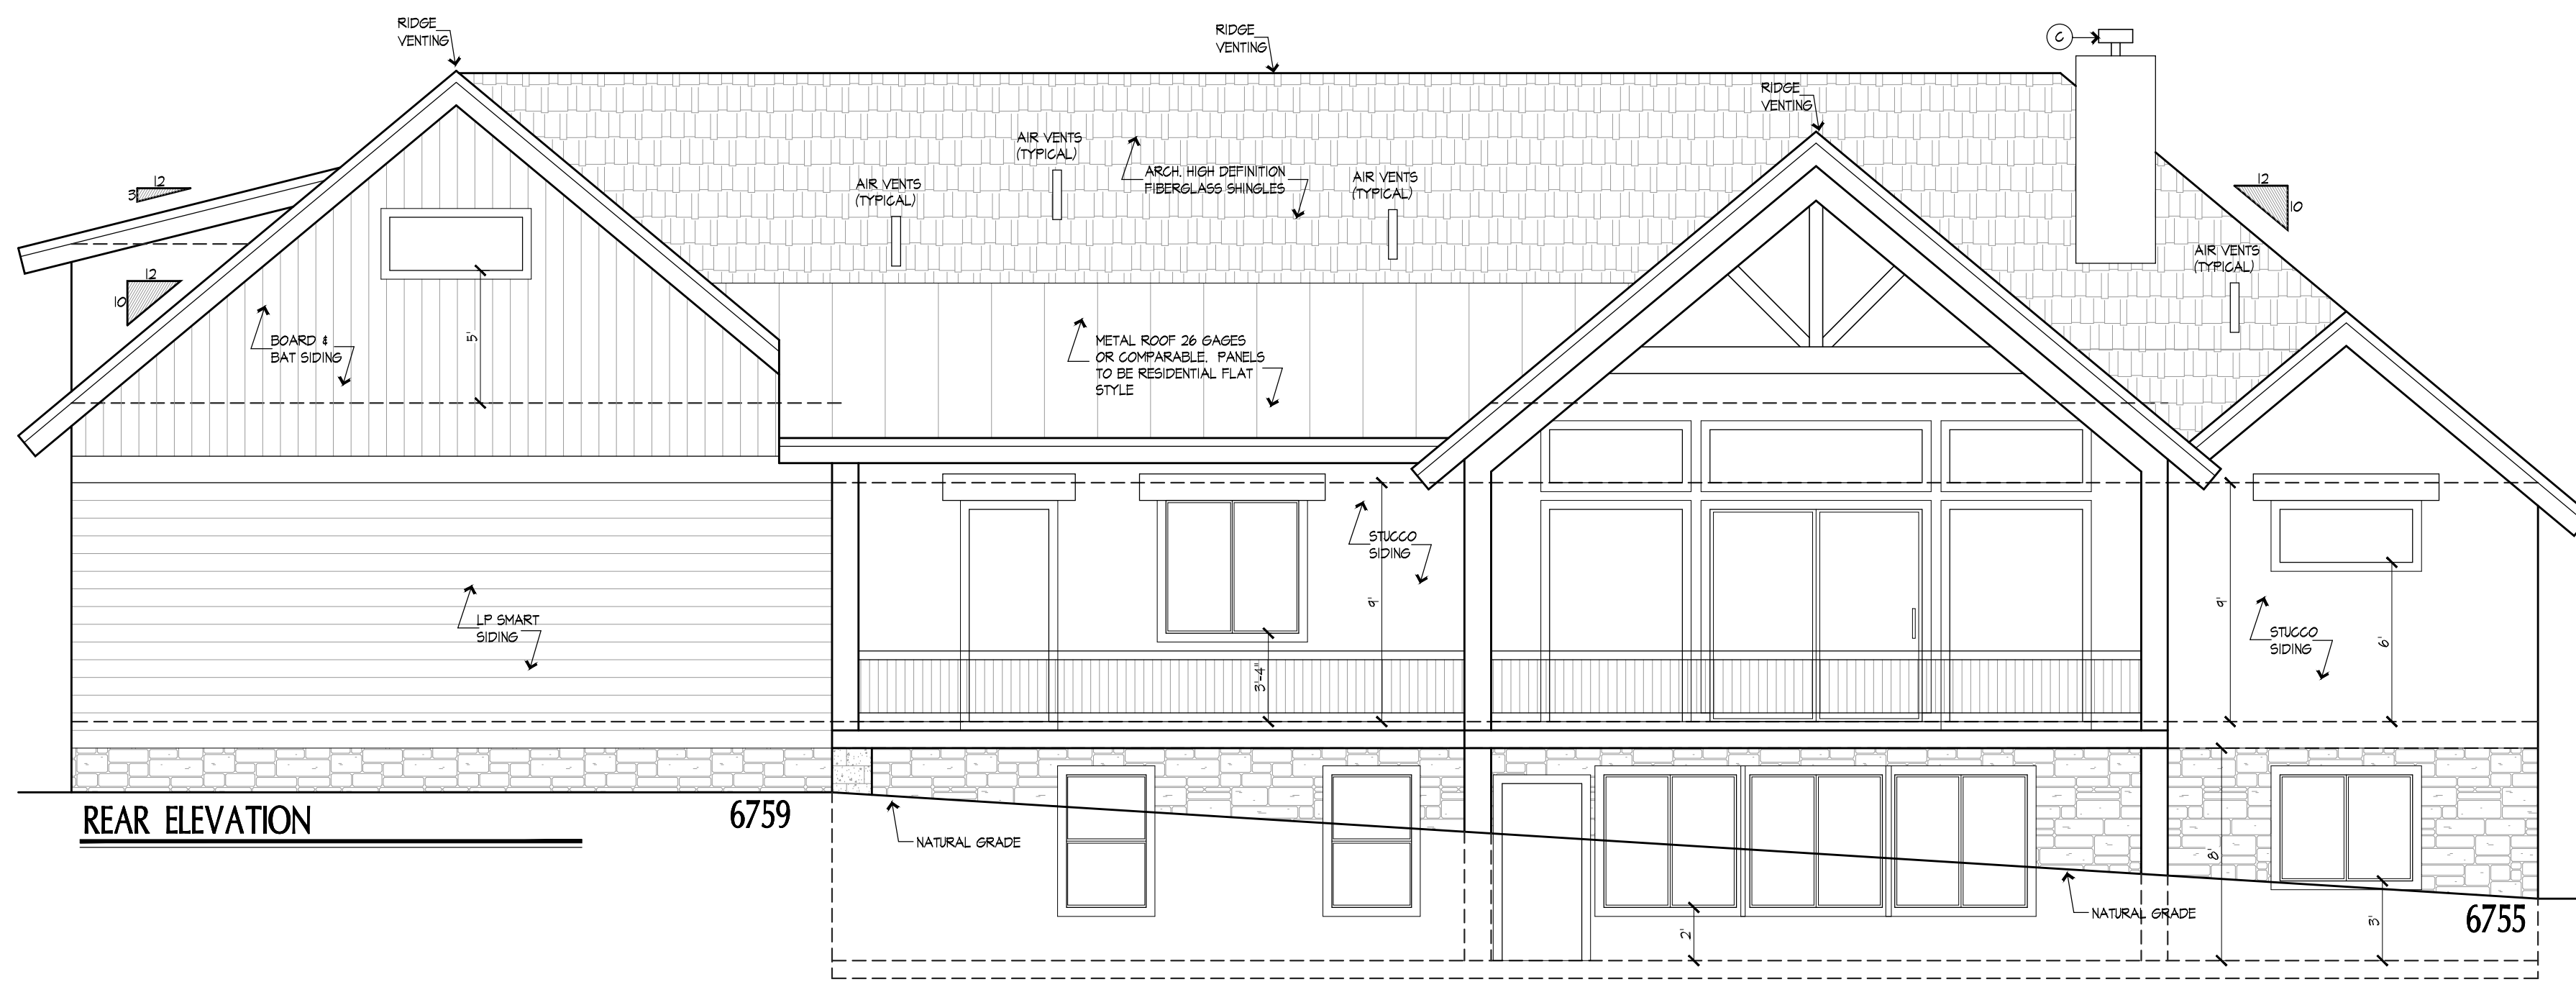 RIDGE
VENTING
RIDGE
VENTING
C
RIDGE
VENTING
AIR VENTS
(TYPICAL)
ARCH. HIGH DEFINITION
FIBERGLASS SHINGLES
AIR VENTS
(TYPICAL)
AIR VENTS
(TYPICAL)
12
3
12
10
AIR VENTS
(TYPICAL)
12
10
BOARD &
BAT SIDING
5'
METAL ROOF 26 GAGES
OR COMPARABLE. PANELS
TO BE RESIDENTIAL FLAT
STYLE
STUCCO
SIDING
9'
9'
LP SMART
SIDING
STUCCO
SIDING
6'
3'-4"
REAR ELEVATION
6759
NATURAL GRADE
8'
NATURAL GRADE
6755
2'
3'